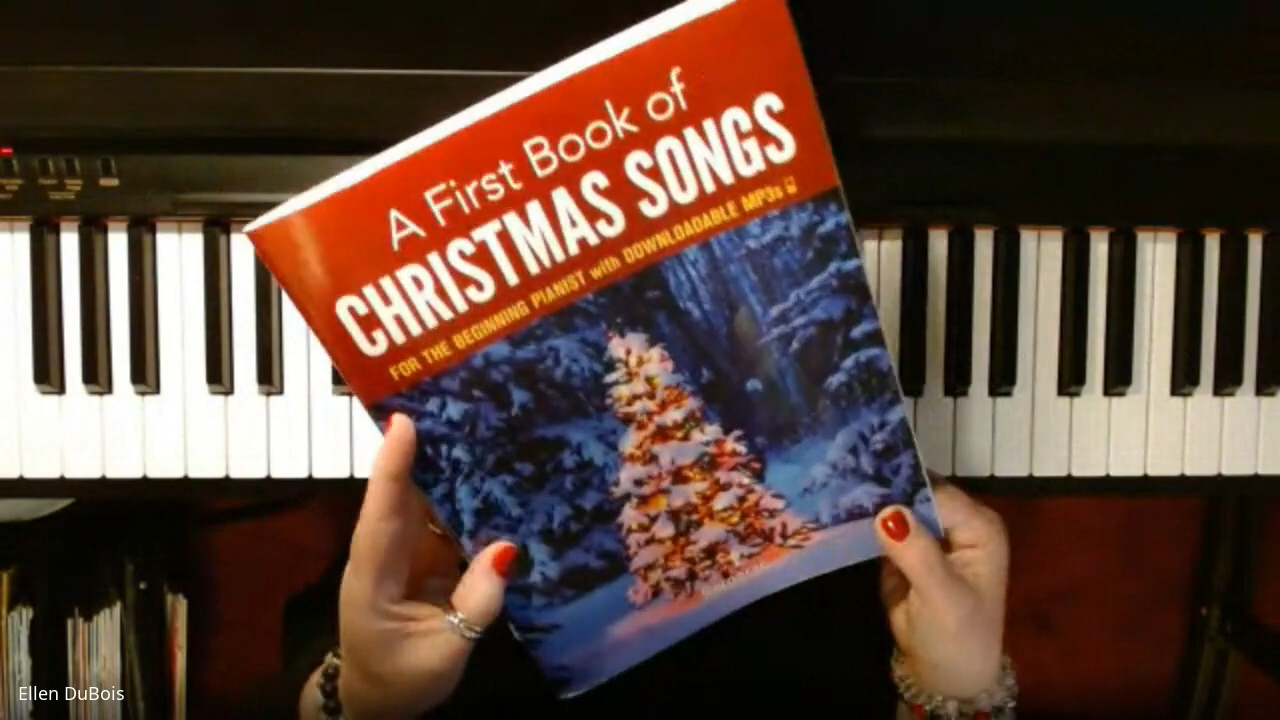 A First Book of
CHRISTMAS SONGS
FOR THE BEGINNING PIANIST with DOWNLOADABLE MP3s
Ellen DuBois